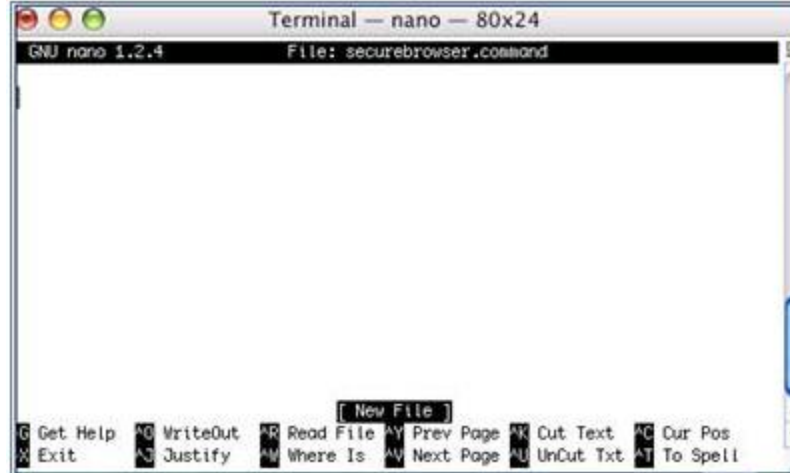 Terminal — nano — 80x24
GNU nano 1.2.4 File: securebrowser.command
[ New File ]
G Get Help ^O WriteOut ^R Read File ^Y Prev Page ^K Cut Text ^C Cur Pos
X Exit ^J Justify ^W Where Is ^V Next Page ^U UnCut Txt ^T To Spell